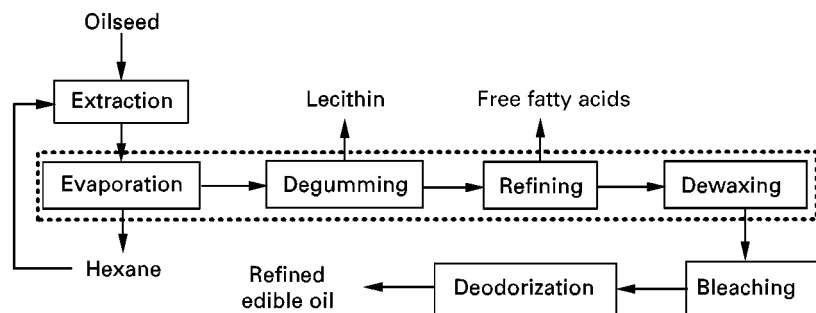 Oilseed
Extraction
Lecithin
Free fatty acids
Evaporation
Degumming
Refining
Dewaxing
Hexane
Refined
edible oil
Deodorization
Bleaching